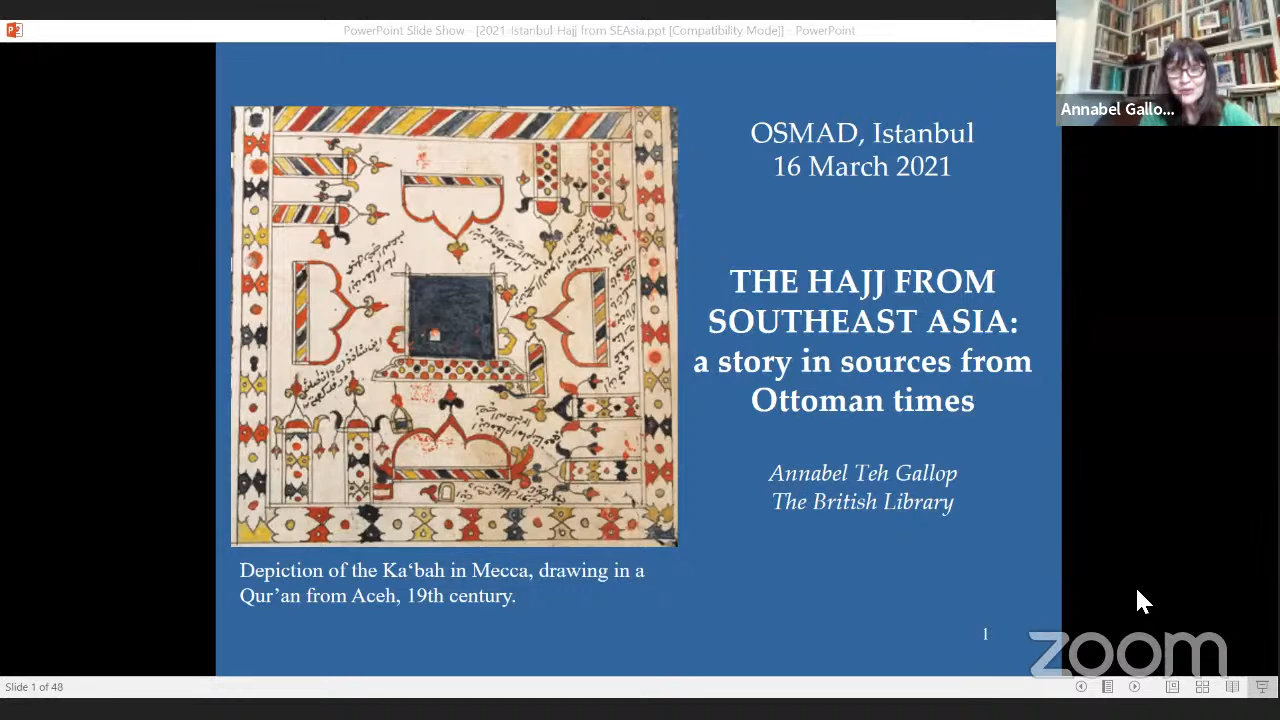 PowerPoint Slide Show - [2021-Istanbul-Hajj from SEAsia.ppt [Compatibility Mode]] - PowerPoint
Annabel Gallo...
OSMAD, Istanbul
16 March 2021
THE HAJJ FROM
SOUTHEAST ASIA:
a story in sources from
Ottoman times
Annabel Teh Gallop
The British Library
Depiction of the Ka‘bah in Mecca, drawing in a
Qur’an from Aceh, 19th century.
1
zoom
Slide 1 of 48